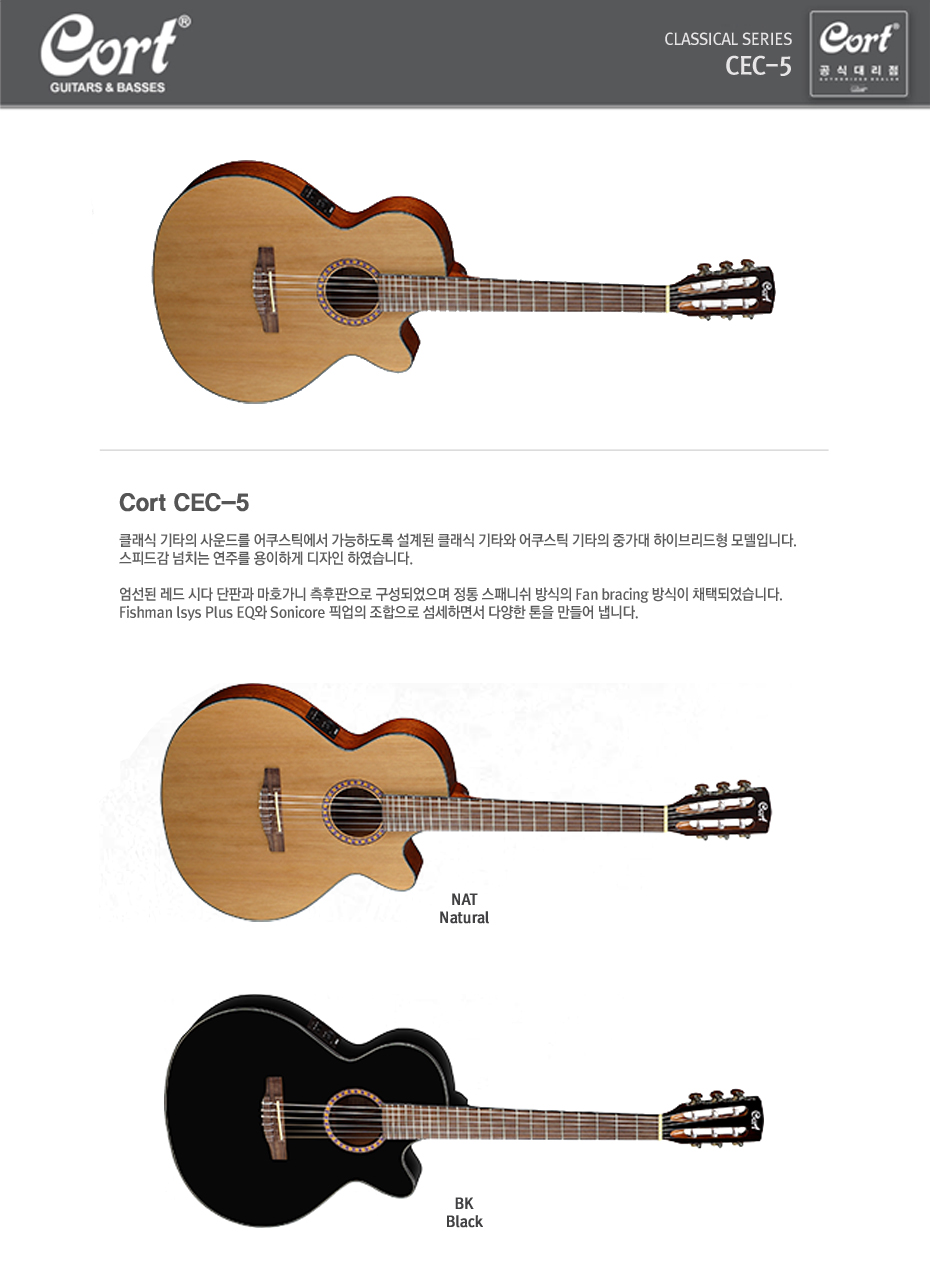 Cort®
GUITARS & BASSES
CLASSICAL SERIES
CEC-5
Cort®
공식대리점
AUTHORIZED DEALER
Cort
Cort CEC-5
클래식 기타의 사운드를 어쿠스틱에서 가능하도록 설계된 클래식 기타와 어쿠스틱 기타의 중가대 하이브리드형 모델입니다.
스피드감 넘치는 연주를 용이하게 디자인 하였습니다.
엄선된 레드 시다 단판과 마호가니 측후판으로 구성되었으며 정통 스패니쉬 방식의 Fan bracing 방식이 채택되었습니다.
Fishman lsys Plus EQ와 Sonicore 픽업의 조합으로 섬세하면서 다양한 톤을 만들어 냅니다.
Cort
NAT
Natural
Cort
BK
Black